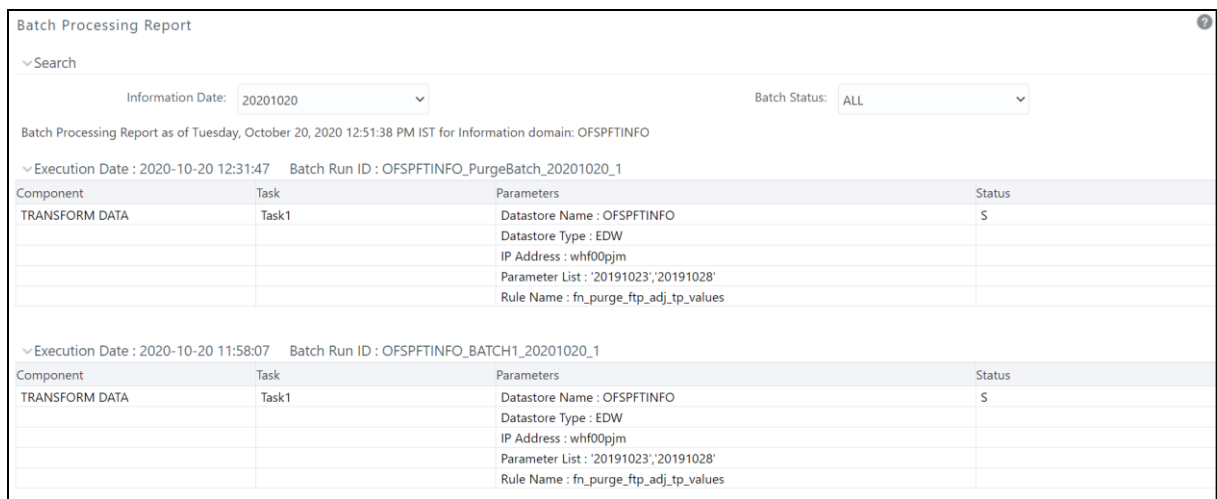 Batch Processing Report
Search
Information Date: 20201020 Batch Status: ALL
Batch Processing Report as of Tuesday, October 20, 2020 12:51:38 PM IST for Information domain: OFSPFTINFO
Execution Date : 2020-10-20 12:31:47 Batch Run ID : OFSPFTINFO_PurgeBatch_20201020_1
Component Task Parameters Status
TRANSFORM DATA Task1 Datastore Name : OFSPFTINFO S
Datastore Type : EDW
IP Address : whf00pjm
Parameter List : '20191023','20191028'
Rule Name : fn_purge_ftp_adj_tp_values
Execution Date : 2020-10-20 11:58:07 Batch Run ID : OFSPFTINFO_BATCH1_20201020_1
Component Task Parameters Status
TRANSFORM DATA Task1 Datastore Name : OFSPFTINFO S
Datastore Type : EDW
IP Address : whf00pjm
Parameter List : '20191023','20191028'
Rule Name : fn_purge_ftp_adj_tp_values